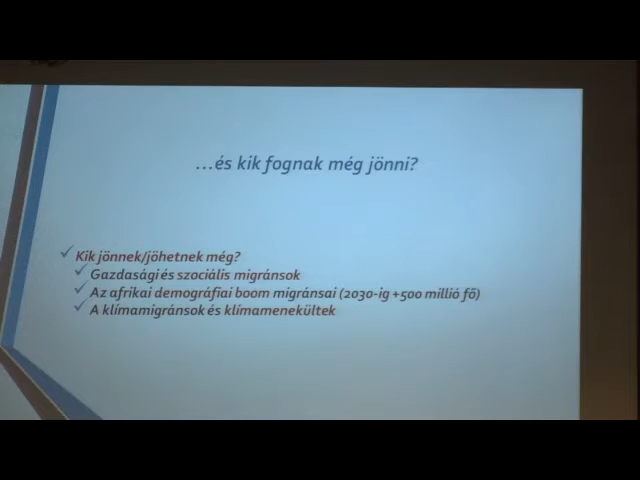 ...és kik fognak még jönni?
Kik jönnek/jöhetnek még?
Gazdasági és szociális migránsok
Az afrikai demográfiai boom migránsai (2030-ig +500 millió fő)
A klímamigránsok és klímamenekültek